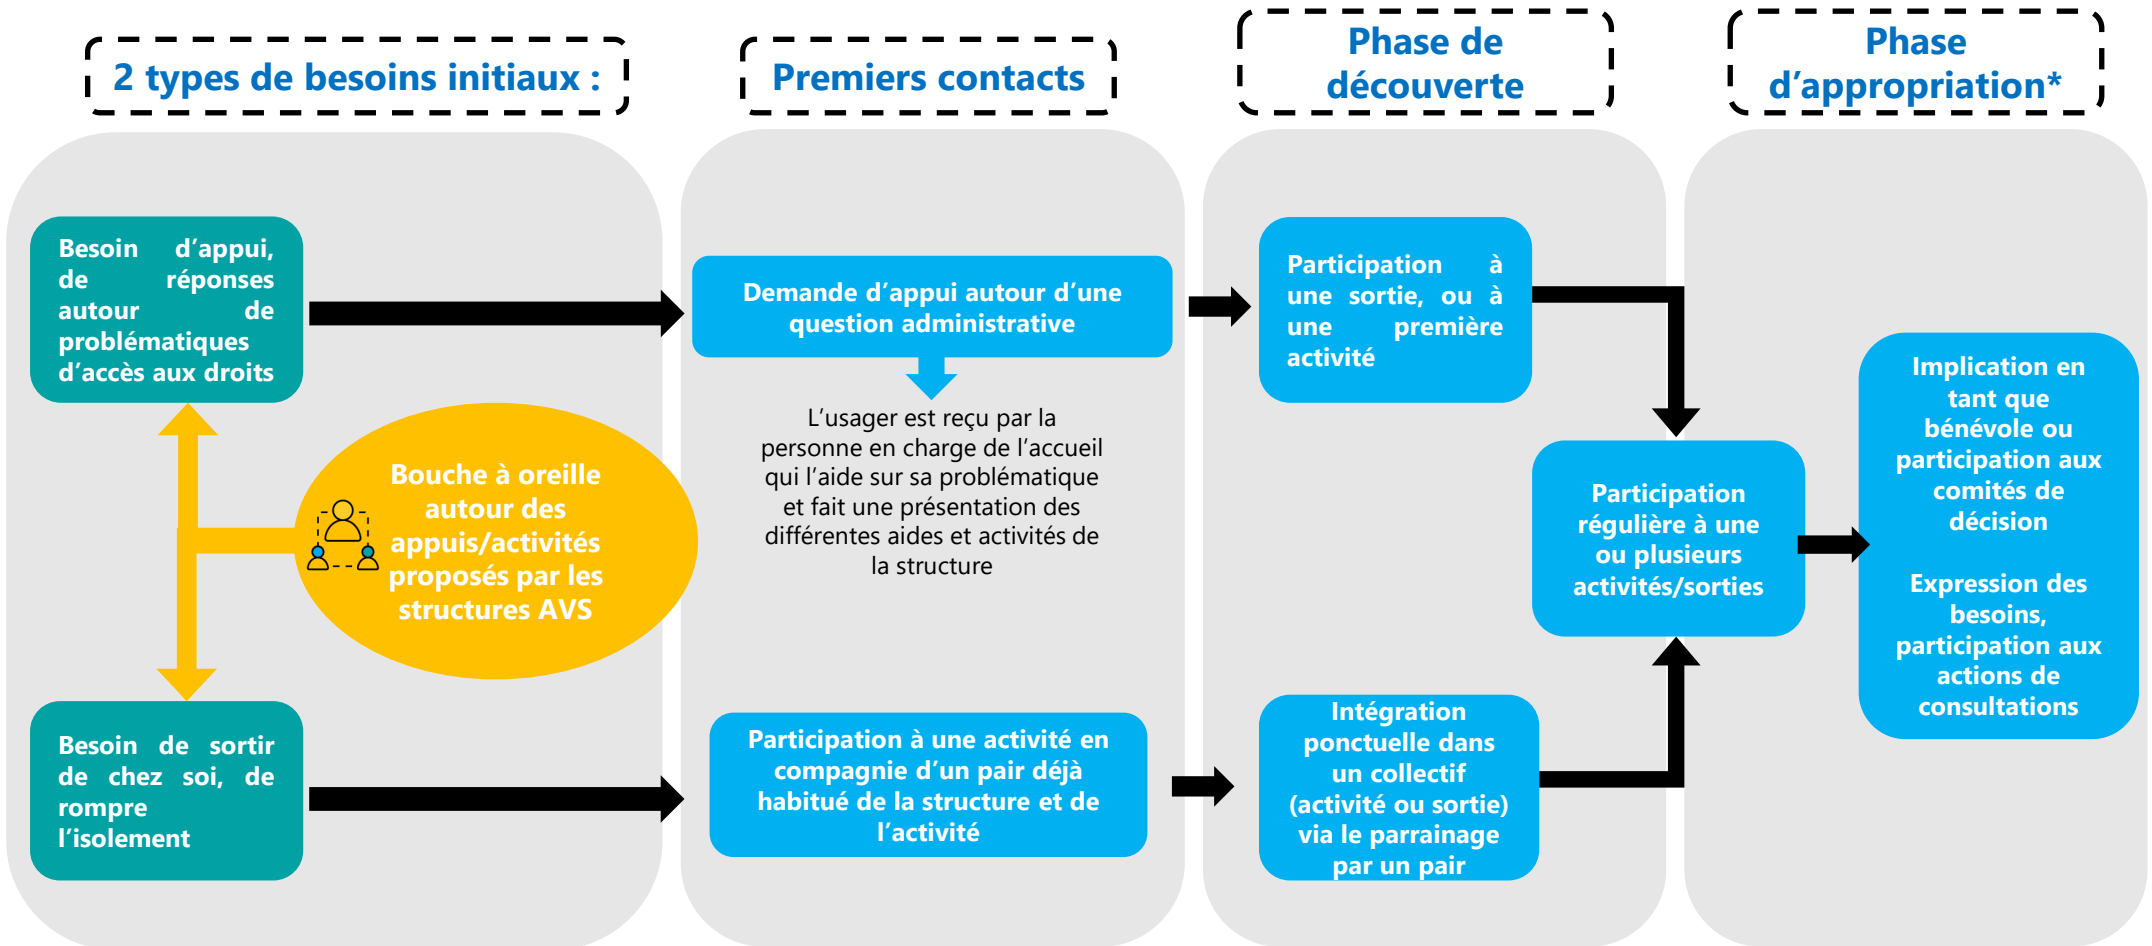 2 types de besoins initiaux :
Premiers contacts
Phase de
découverte
Phase
d’appropriation*
Besoin d’appui,
de réponses
autour de
problématiques
d’accès aux droits
Bouche à oreille
autour des
appuis/activités
proposés par les
structures AVS
Besoin de sortir
de chez soi, de
rompre
l’isolement
Demande d’appui autour d’une
question administrative
L’usager est reçu par la
personne en charge de l’accueil
qui l’aide sur sa problématique
et fait une présentation des
différentes aides et activités de
la structure
Participation à une activité en
compagnie d’un pair déjà
habitué de la structure et de
l’activité
Participation à
une sortie, ou à
une première
activité
Intégration
ponctuelle dans
un collectif
(activité ou sortie)
via le parrainage
par un pair
Participation
régulière à une
ou plusieurs
activités/sorties
Implication en
tant que
bénévole ou
participation aux
comités de
décision
Expression des
besoins,
participation aux
actions de
consultations